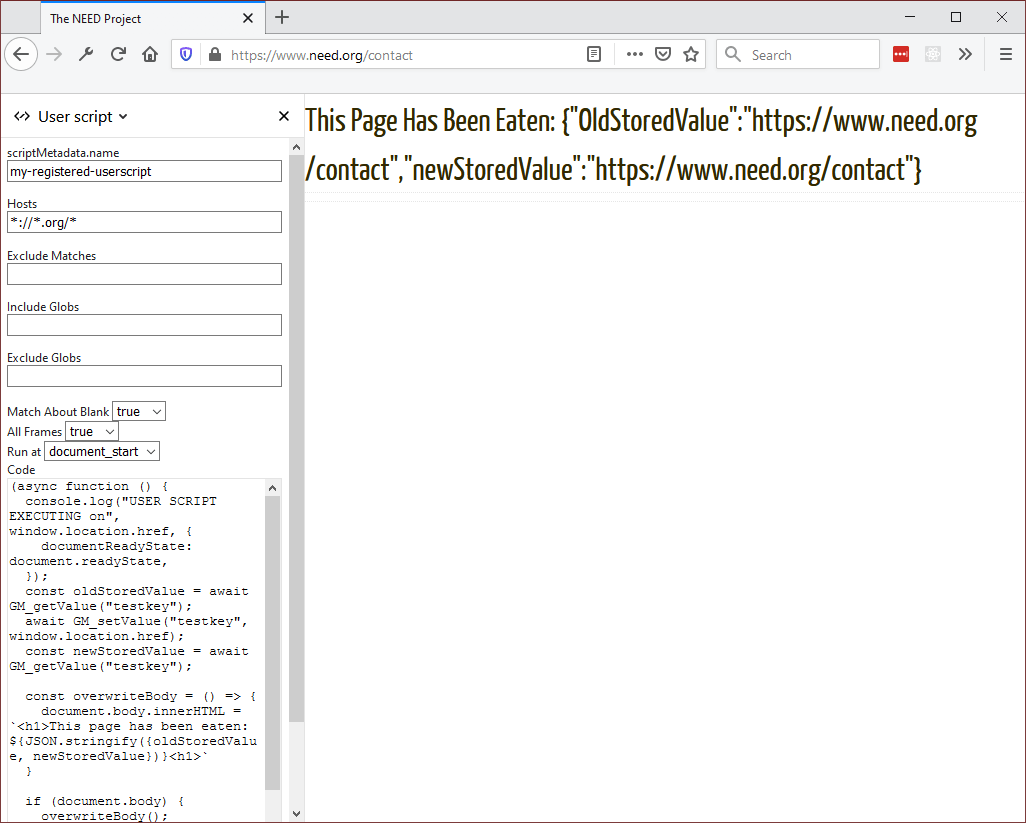 The NEED Project
https://www.need.org/contact
Search
User script
scriptMetadata.name
my-registered-userscript
Hosts
*://*.org/*
Exclude Matches
Include Globs
Exclude Globs
Match About Blank true
All Frames true
Run at document_start
Code
(async function () {
console.log("USER SCRIPT
EXECUTING on",
window.location.href, {
documentReadyState:
document.readyState,
});
const oldStoredValue = await
GM_getValue("testkey");
await GM_setValue("testkey",
window.location.href);
const newStoredValue = await
GM_getValue("testkey");
const overwriteBody = () => {
document.body.innerHTML =
`<h1>This page has been eaten:
${JSON.stringify({oldStoredValu
e, newStoredValue})}<h1>`
}
if (document.body) {
overwriteBody();
This Page Has Been Eaten: {"OldStoredValue":"https://www.need.org
/contact","newStoredValue":"https://www.need.org/contact"}